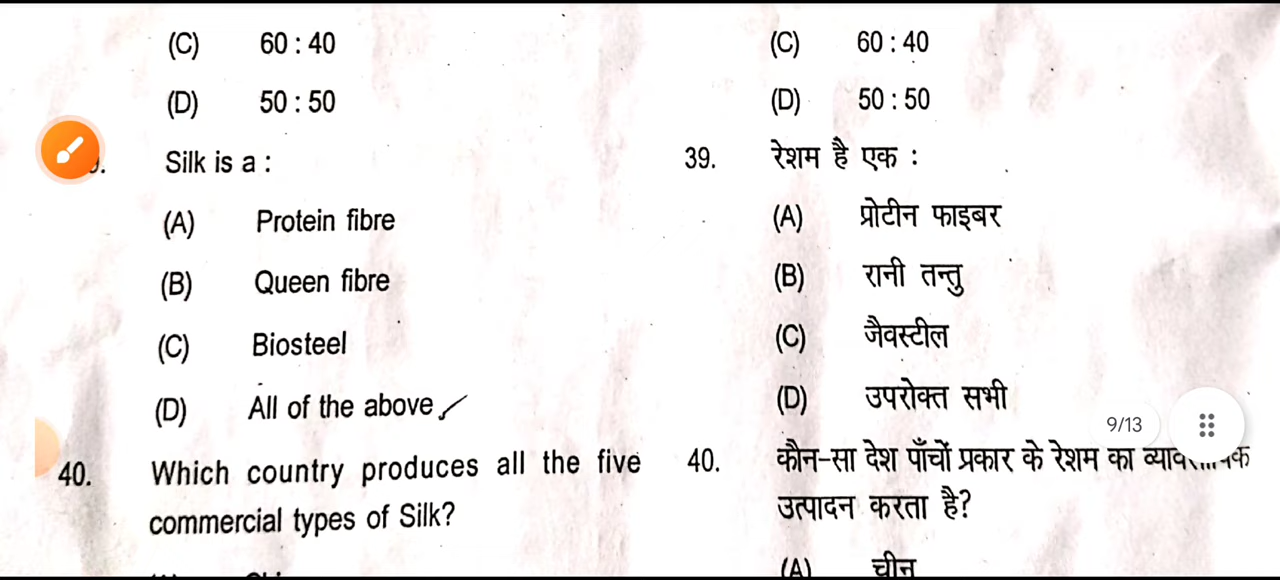 (C) 60 : 40
(D) 50 : 50
Silk is a :
(A) Protein fibre
(B) Queen fibre
(C) Biosteel
(D) All of the above
40. Which country produces all the five
commercial types of Silk?
(C) 60 : 40
(D) 50 : 50
39. रेशम है एक :
(A) प्रोटीन फाइबर
(B) रानी तन्तु
(C) जैवस्टील
(D) उपरोक्त सभी
9/13
40. कौन-सा देश पाँचों प्रकार के रेशम का
उत्पादन करता है?
(A) चीन